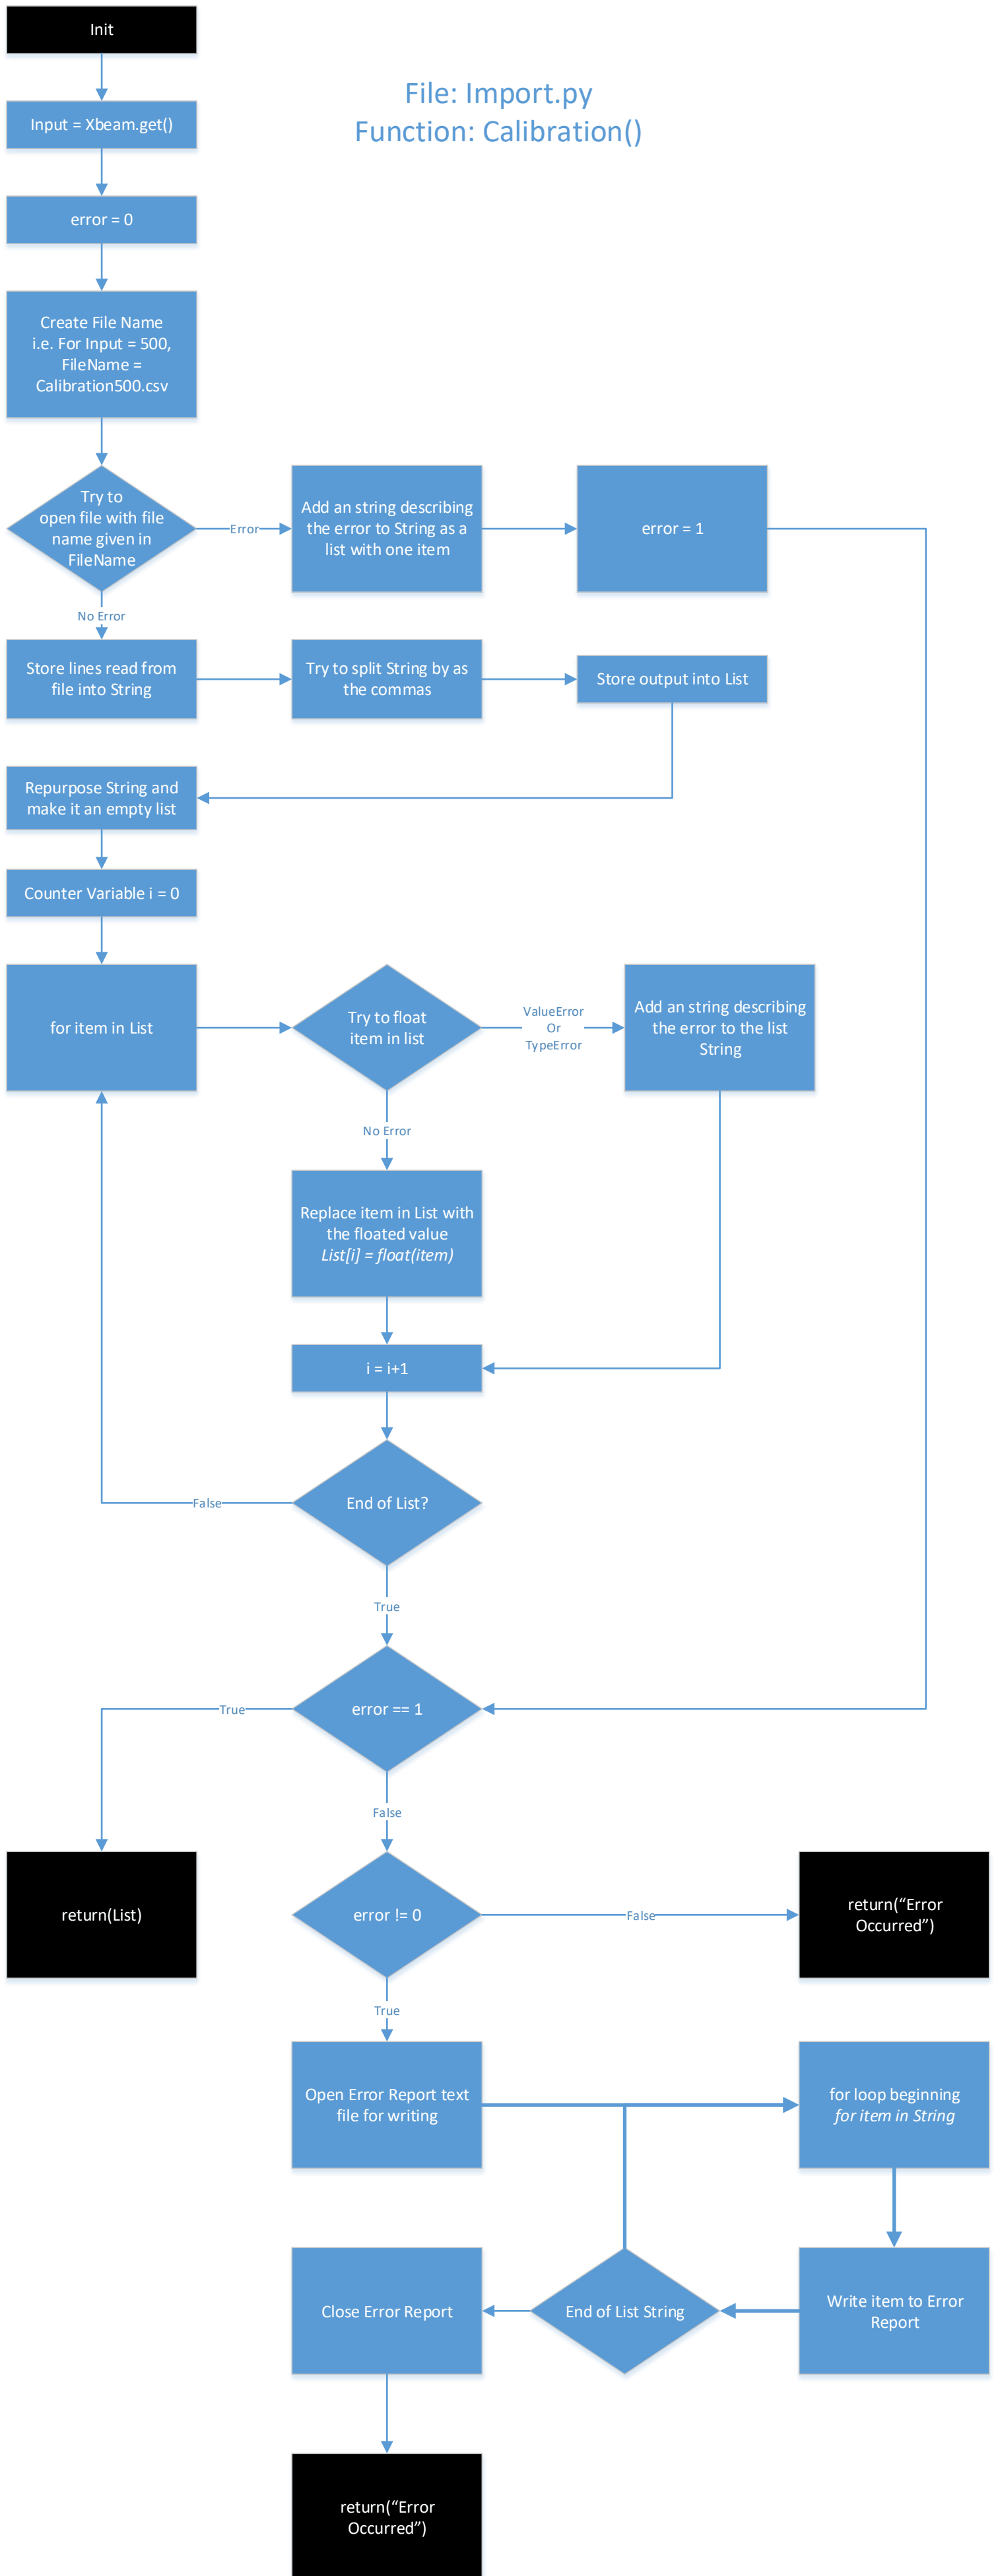 Init
File: Import.py
Function: Calibration()
Input = Xbeam.get()
error = 0
Create File Name
i.e. For Input = 500,
FileName =
Calibration500.csv
Try to
open file with file
name given in
FileName
Error
Add an string describing
the error to String as a
list with one item
error = 1
No Error
Store lines read from
file into String
Try to split String by as
the commas
Store output into List
Repurpose String and
make it an empty list
Counter Variable i = 0
for item in List
Try to float
item in list
ValueError
Or
TypeError
Add an string describing
the error to the list
String
No Error
Replace item in List with
the floated value
List[i] = float(item)
i = i+1
End of List?
False
True
error == 1
True
False
return(List)
error != 0
False
return(“Error
Occurred”)
True
Open Error Report text
file for writing
for loop beginning
for item in String
Close Error Report
End of List String
Write item to Error
Report
return(“Error
Occurred”)